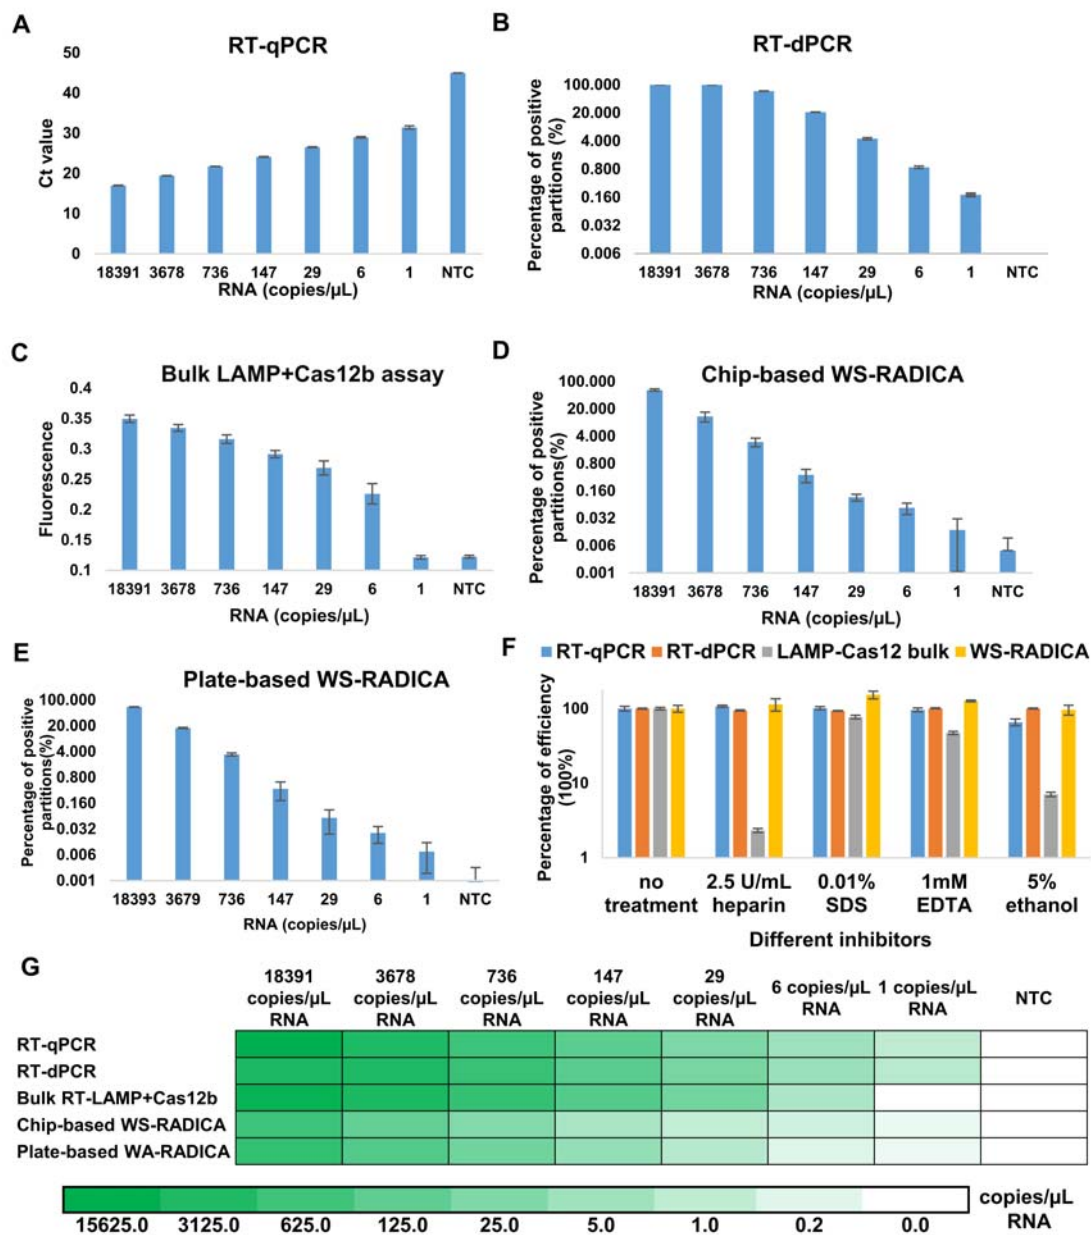 A
RT-qPCR
50
40
30
20
10
0
Ct value
18391 3678 736 147 29 6 1 NTC
RNA (copies/µL)
B
RT-dPCR
100.000
20.000
4.000
0.800
0.160
0.032
0.006
Percentage of positive
partitions (%)
18391 3678 736 147 29 6 1 NTC
RNA (copies/µL)
C
Bulk LAMP+Cas12b assay
0.4
0.35
0.3
0.25
0.2
0.15
0.1
Fluorescence
18391 3678 736 147 29 6 1 NTC
RNA (copies/µL)
D
Chip-based WS-RADICA
100.000
20.000
4.000
0.800
0.160
0.032
0.006
0.001
Percentage of positive
partitions(%)
18391 3678 736 147 29 6 1 NTC
RNA (copies/µL)
E
Plate-based WS-RADICA
100.000
20.000
4.000
0.800
0.160
0.032
0.006
0.001
Percentage of positive
partitions(%)
18393 3679 736 147 29 6 1 NTC
RNA (copies/µL)
F
RT-qPCR RT-dPCR LAMP-Cas12 bulk WS-RADICA
100
10
1
Percentage of efficiency
(100%)
no 2.5 U/mL 0.01% 1mM 5%
treatment heparin SDS EDTA ethanol
Different inhibitors
G
18391 3678 736 147 29 6 copies/µL 1 copies/µL NTC
copies/µL copies/µL copies/µL copies/µL copies/µL RNA RNA
RNA RNA RNA RNA RNA
RT-qPCR
RT-dPCR
Bulk RT-LAMP+Cas12b
Chip-based WS-RADICA
Plate-based WA-RADICA
copies/µL
15625.0 3125.0 625.0 125.0 25.0 5.0 1.0 0.2 0.0 RNA